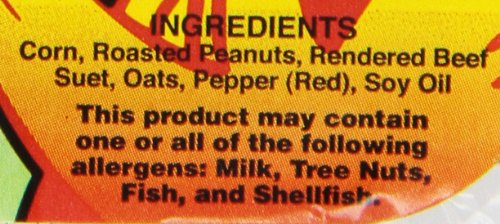 INGREDIENTS
Corn, Roasted Peanuts, Rendered Beef
Suet, Oats, Pepper (Red), Soy Oil
This product may contain
one or all of the following
allergens: Milk, Tree Nuts,
Fish, and Shellfish.